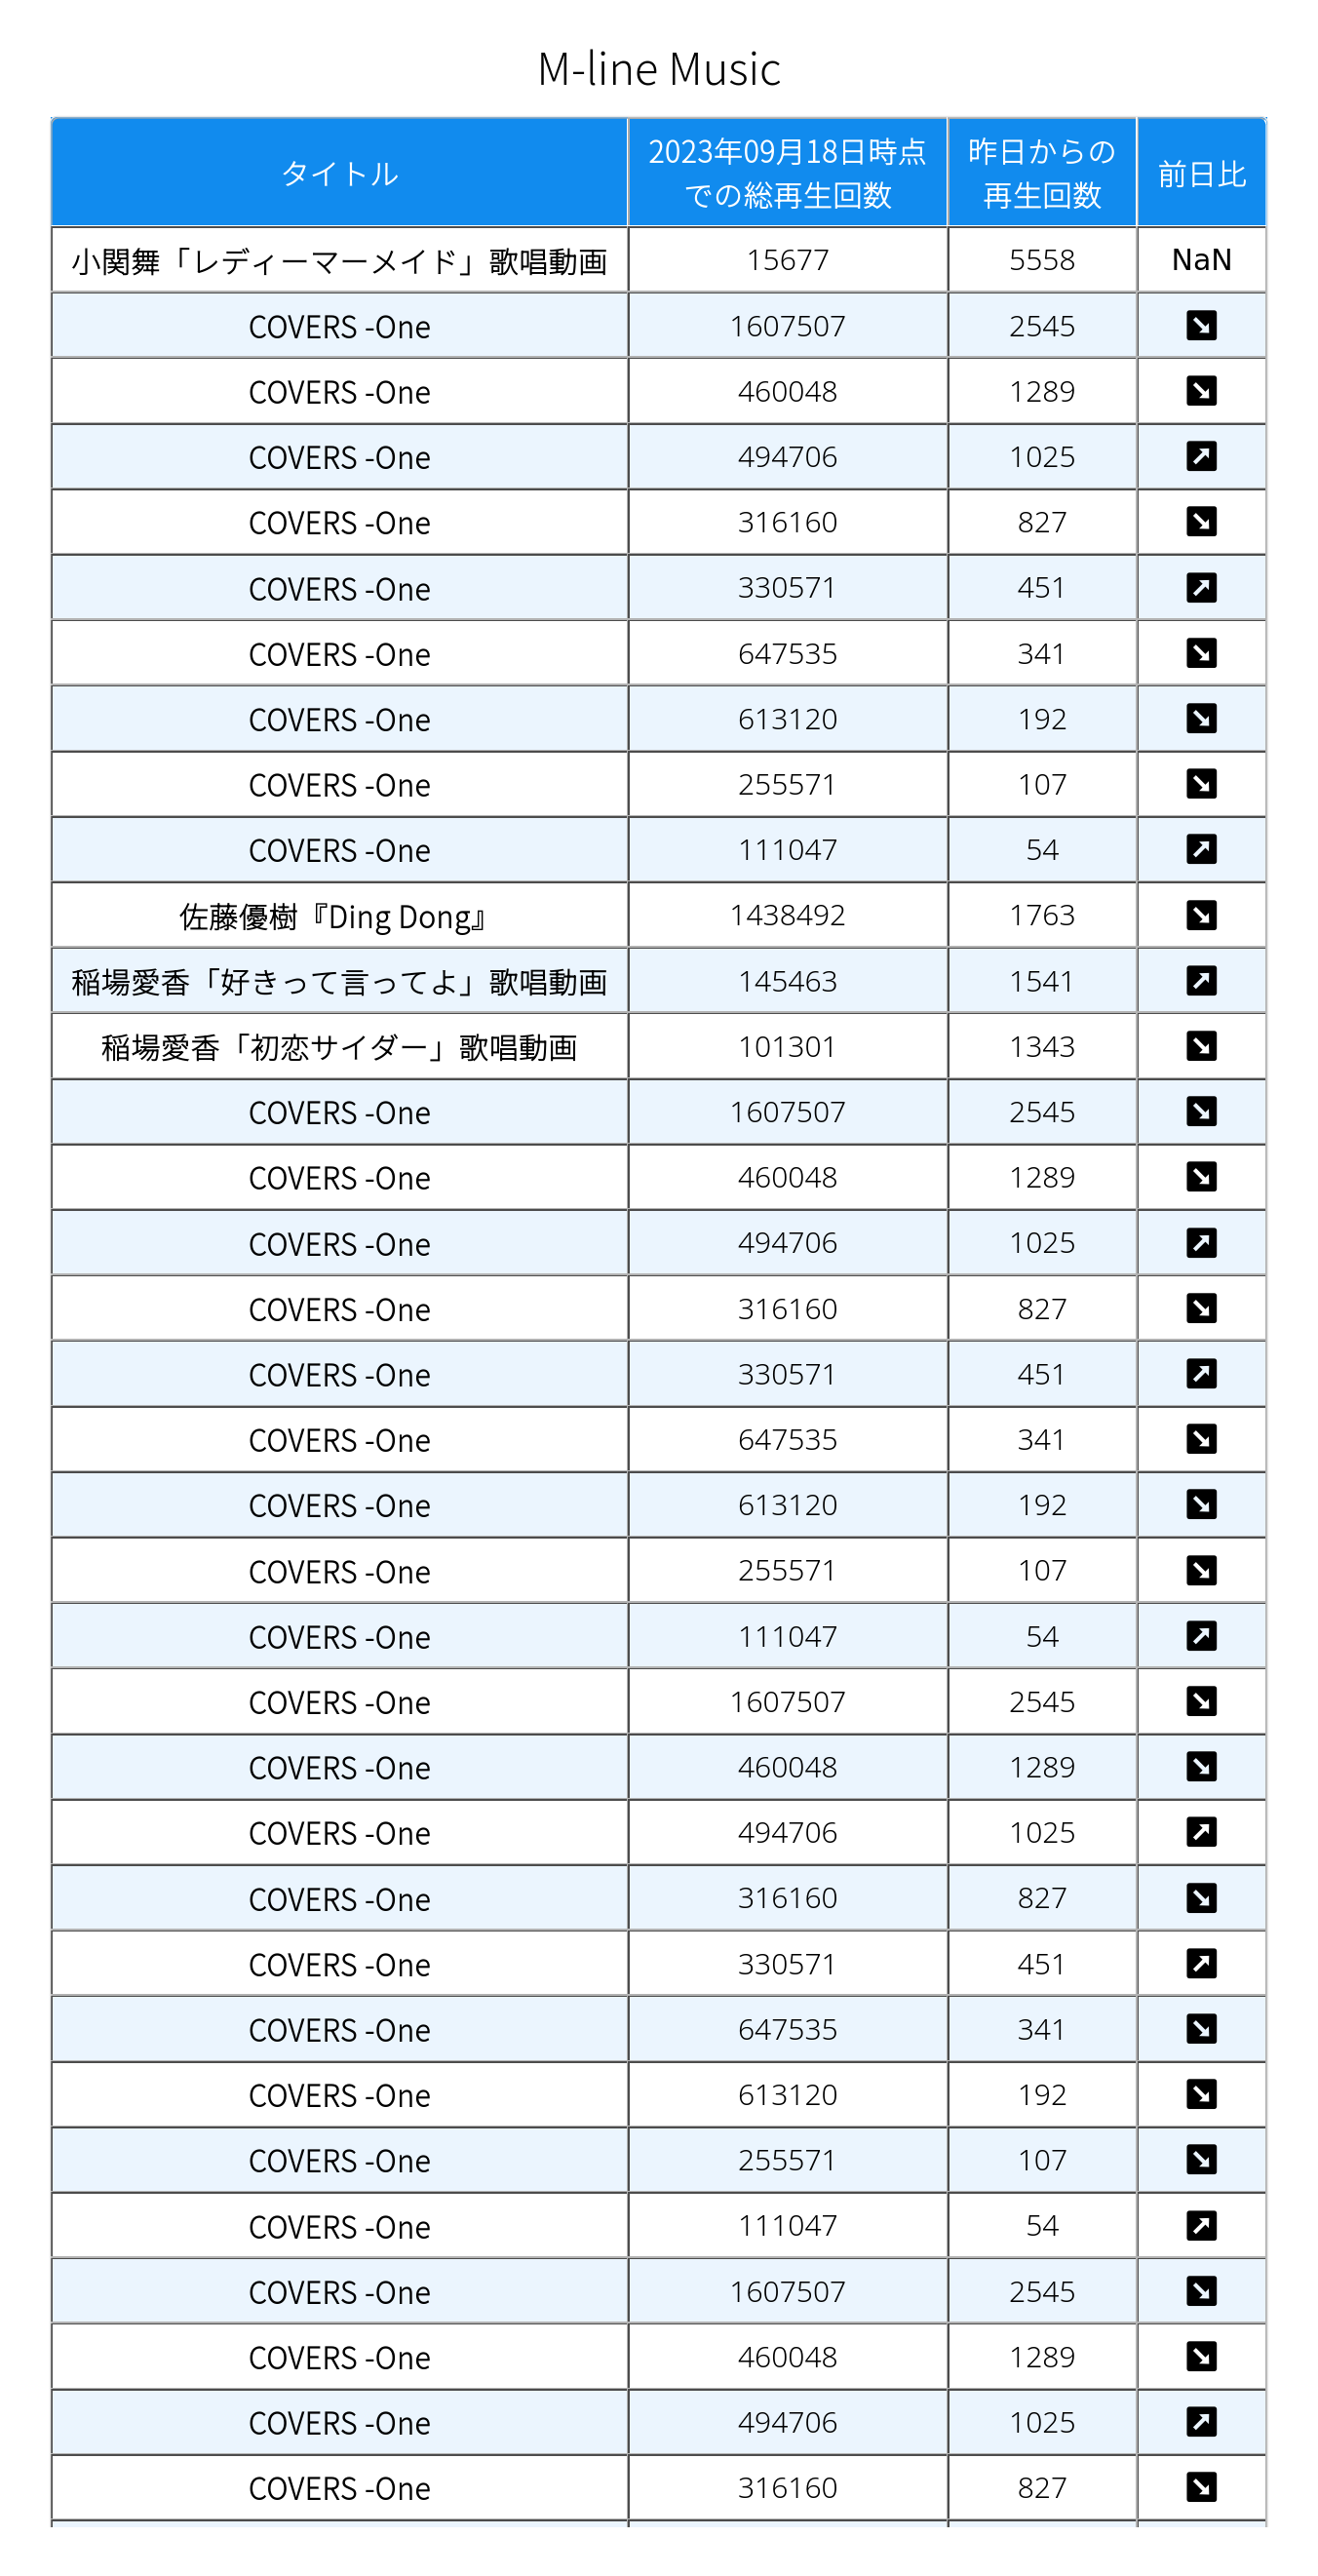 M-line Music
タイトル 2023年09月18日時点での総再生回数 昨日からの再生回数 前日比
小関舞「レディーマーメイド」歌唱動画 15677 5558 NaN
COVERS -One 1607507 2545 ↘
COVERS -One 460048 1289 ↘
COVERS -One 494706 1025 ↗
COVERS -One 316160 827 ↘
COVERS -One 330571 451 ↗
COVERS -One 647535 341 ↘
COVERS -One 613120 192 ↘
COVERS -One 255571 107 ↘
COVERS -One 111047 54 ↗
佐藤優樹『Ding Dong』 1438492 1763 ↘
稲場愛香「好きって言ってよ」歌唱動画 145463 1541 ↗
稲場愛香「初恋サイダー」歌唱動画 101301 1343 ↘
COVERS -One 1607507 2545 ↘
COVERS -One 460048 1289 ↘
COVERS -One 494706 1025 ↗
COVERS -One 316160 827 ↘
COVERS -One 330571 451 ↗
COVERS -One 647535 341 ↘
COVERS -One 613120 192 ↘
COVERS -One 255571 107 ↘
COVERS -One 111047 54 ↗
COVERS -One 1607507 2545 ↘
COVERS -One 460048 1289 ↘
COVERS -One 494706 1025 ↗
COVERS -One 316160 827 ↘
COVERS -One 330571 451 ↗
COVERS -One 647535 341 ↘
COVERS -One 613120 192 ↘
COVERS -One 255571 107 ↘
COVERS -One 111047 54 ↗
COVERS -One 1607507 2545 ↘
COVERS -One 460048 1289 ↘
COVERS -One 494706 1025 ↗
COVERS -One 316160 827 ↘